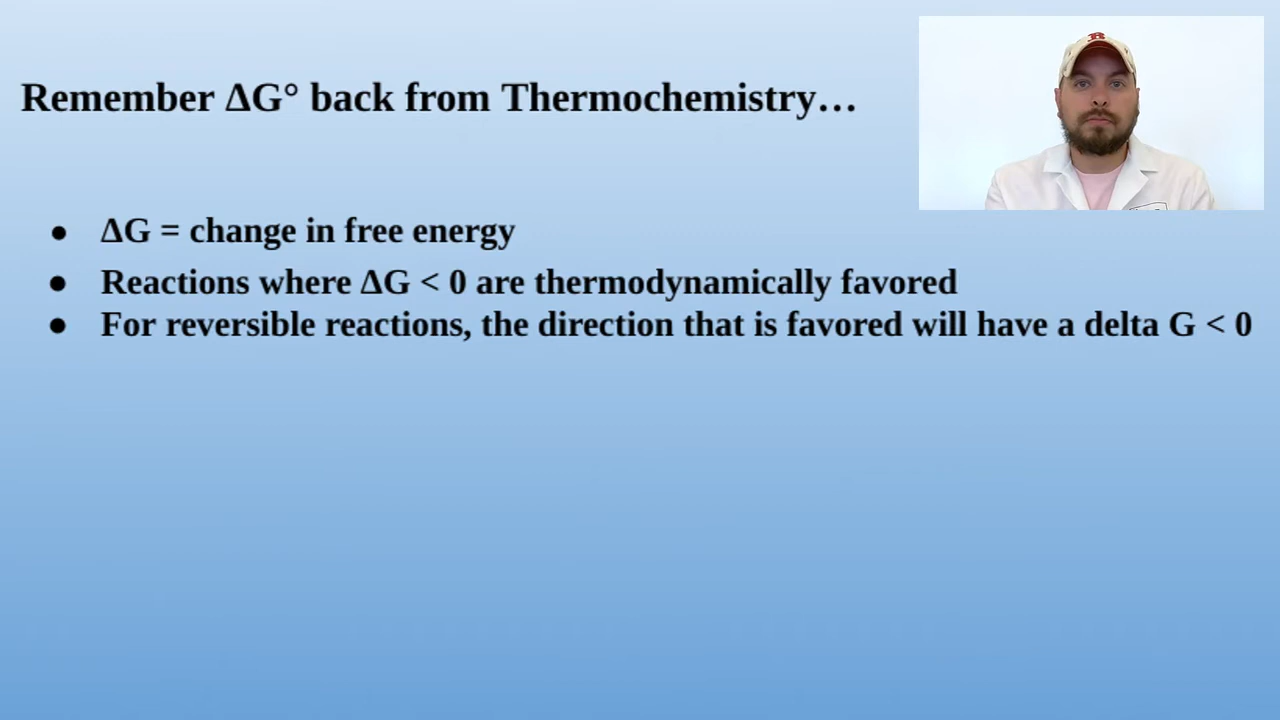 Remember ΔG° back from Thermochemistry…
● ΔG = change in free energy
● Reactions where ΔG < 0 are thermodynamically favored
● For reversible reactions, the direction that is favored will have a delta G < 0
R